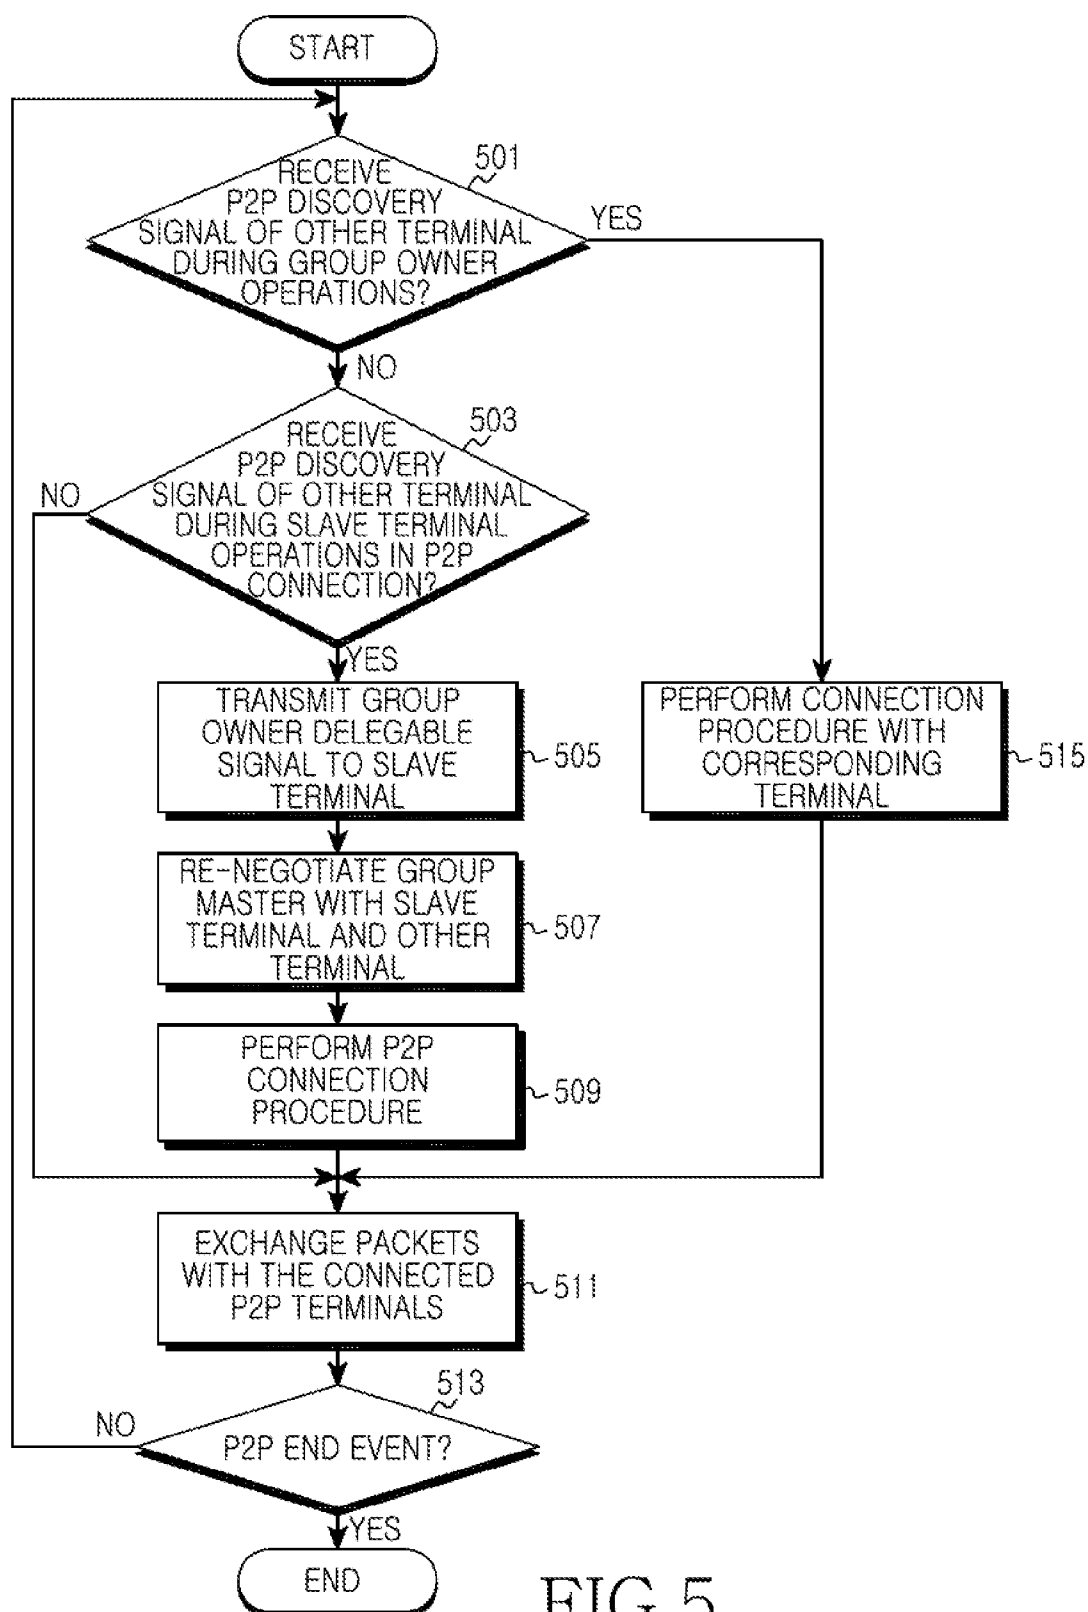 START
501
RECEIVE
P2P DISCOVERY
SIGNAL OF OTHER TERMINAL
DURING GROUP OWNER
OPERATIONS?
YES
NO
503
RECEIVE
P2P DISCOVERY
SIGNAL OF OTHER TERMINAL
DURING SLAVE TERMINAL
OPERATIONS IN P2P
CONNECTION?
NO
YES
TRANSMIT GROUP
OWNER DELEGABLE
SIGNAL TO SLAVE
TERMINAL
505
PERFORM CONNECTION
PROCEDURE WITH
CORRESPONDING
TERMINAL
515
RE-NEGOTIATE GROUP
MASTER WITH SLAVE
TERMINAL AND OTHER
TERMINAL
507
PERFORM P2P
CONNECTION
PROCEDURE
509
EXCHANGE PACKETS
WITH THE CONNECTED
P2P TERMINALS
511
513
NO
P2P END EVENT?
YES
END
FIG.5